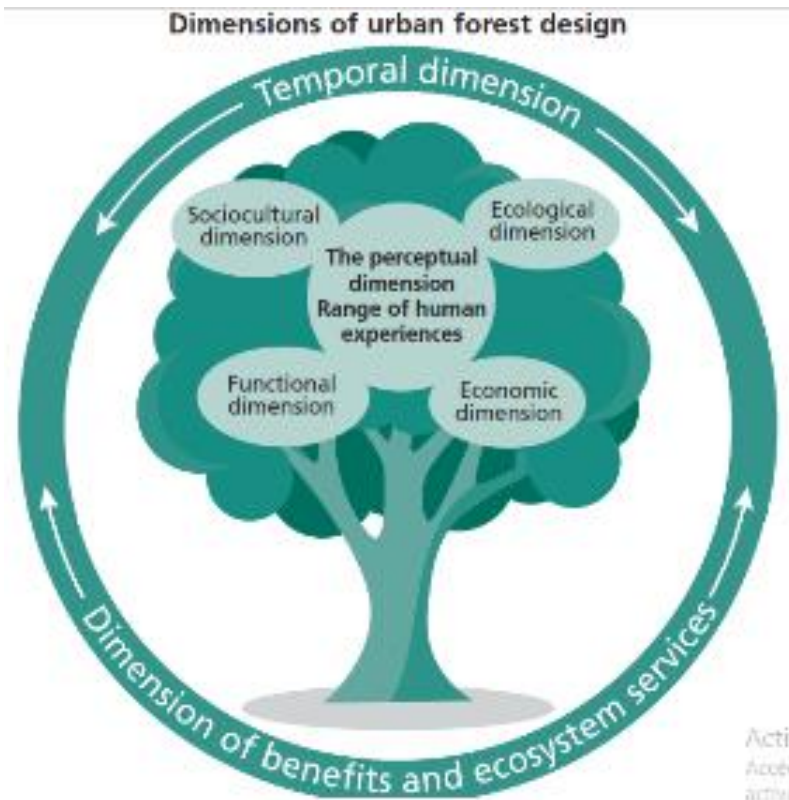 Dimensions of urban forest design
Temporal dimension
Sociocultural
dimension
Ecological
dimension
The perceptual
dimension
Range of human
experiences
Functional
dimension
Economic
dimension
Dimension of benefits and ecosystem services